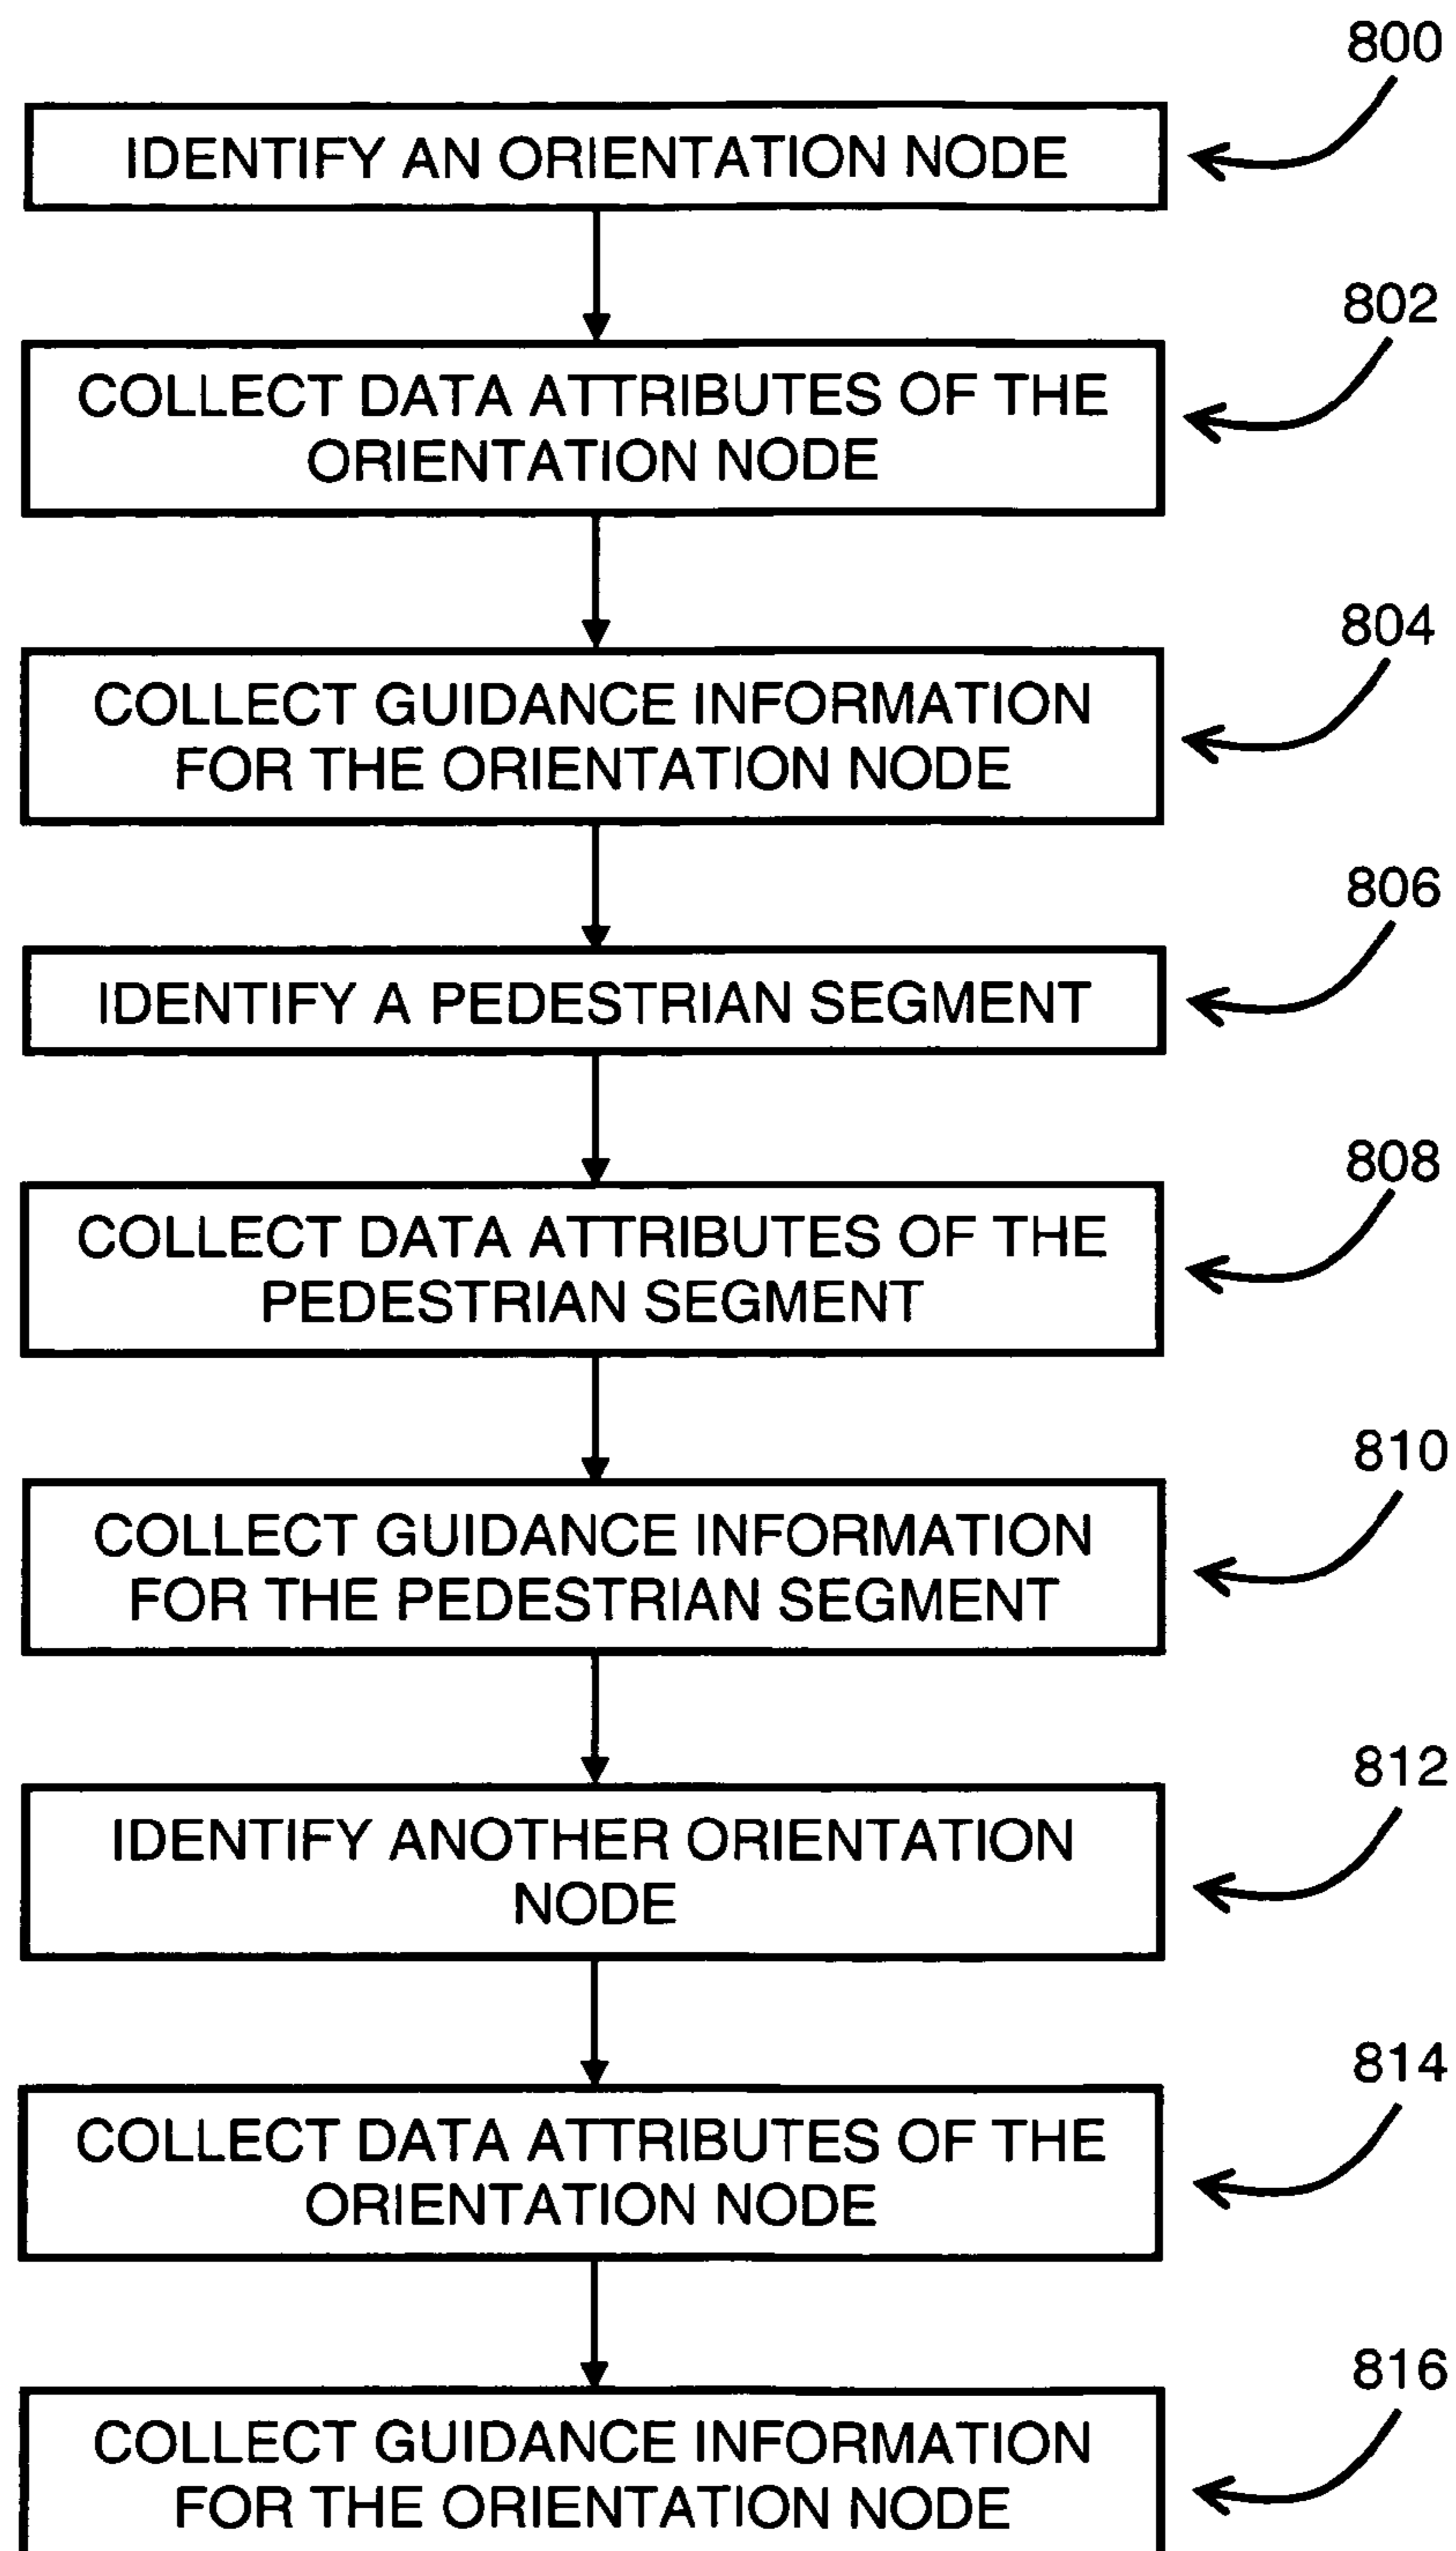 800
IDENTIFY AN ORIENTATION NODE
802
COLLECT DATA ATTRIBUTES OF THE
ORIENTATION NODE
804
COLLECT GUIDANCE INFORMATION
FOR THE ORIENTATION NODE
806
IDENTIFY A PEDESTRIAN SEGMENT
808
COLLECT DATA ATTRIBUTES OF THE
PEDESTRIAN SEGMENT
810
COLLECT GUIDANCE INFORMATION
FOR THE PEDESTRIAN SEGMENT
812
IDENTIFY ANOTHER ORIENTATION
NODE
814
COLLECT DATA ATTRIBUTES OF THE
ORIENTATION NODE
816
COLLECT GUIDANCE INFORMATION
FOR THE ORIENTATION NODE